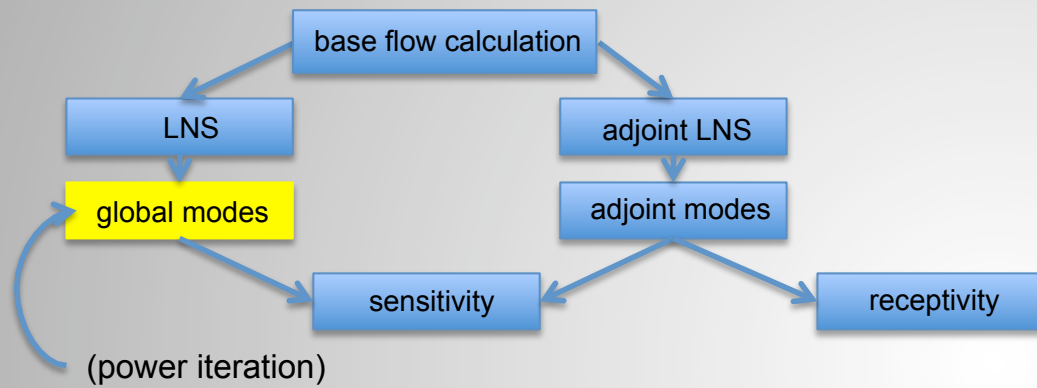 base flow calculation
LNS
adjoint LNS
global modes
adjoint modes
sensitivity
receptivity
(power iteration)